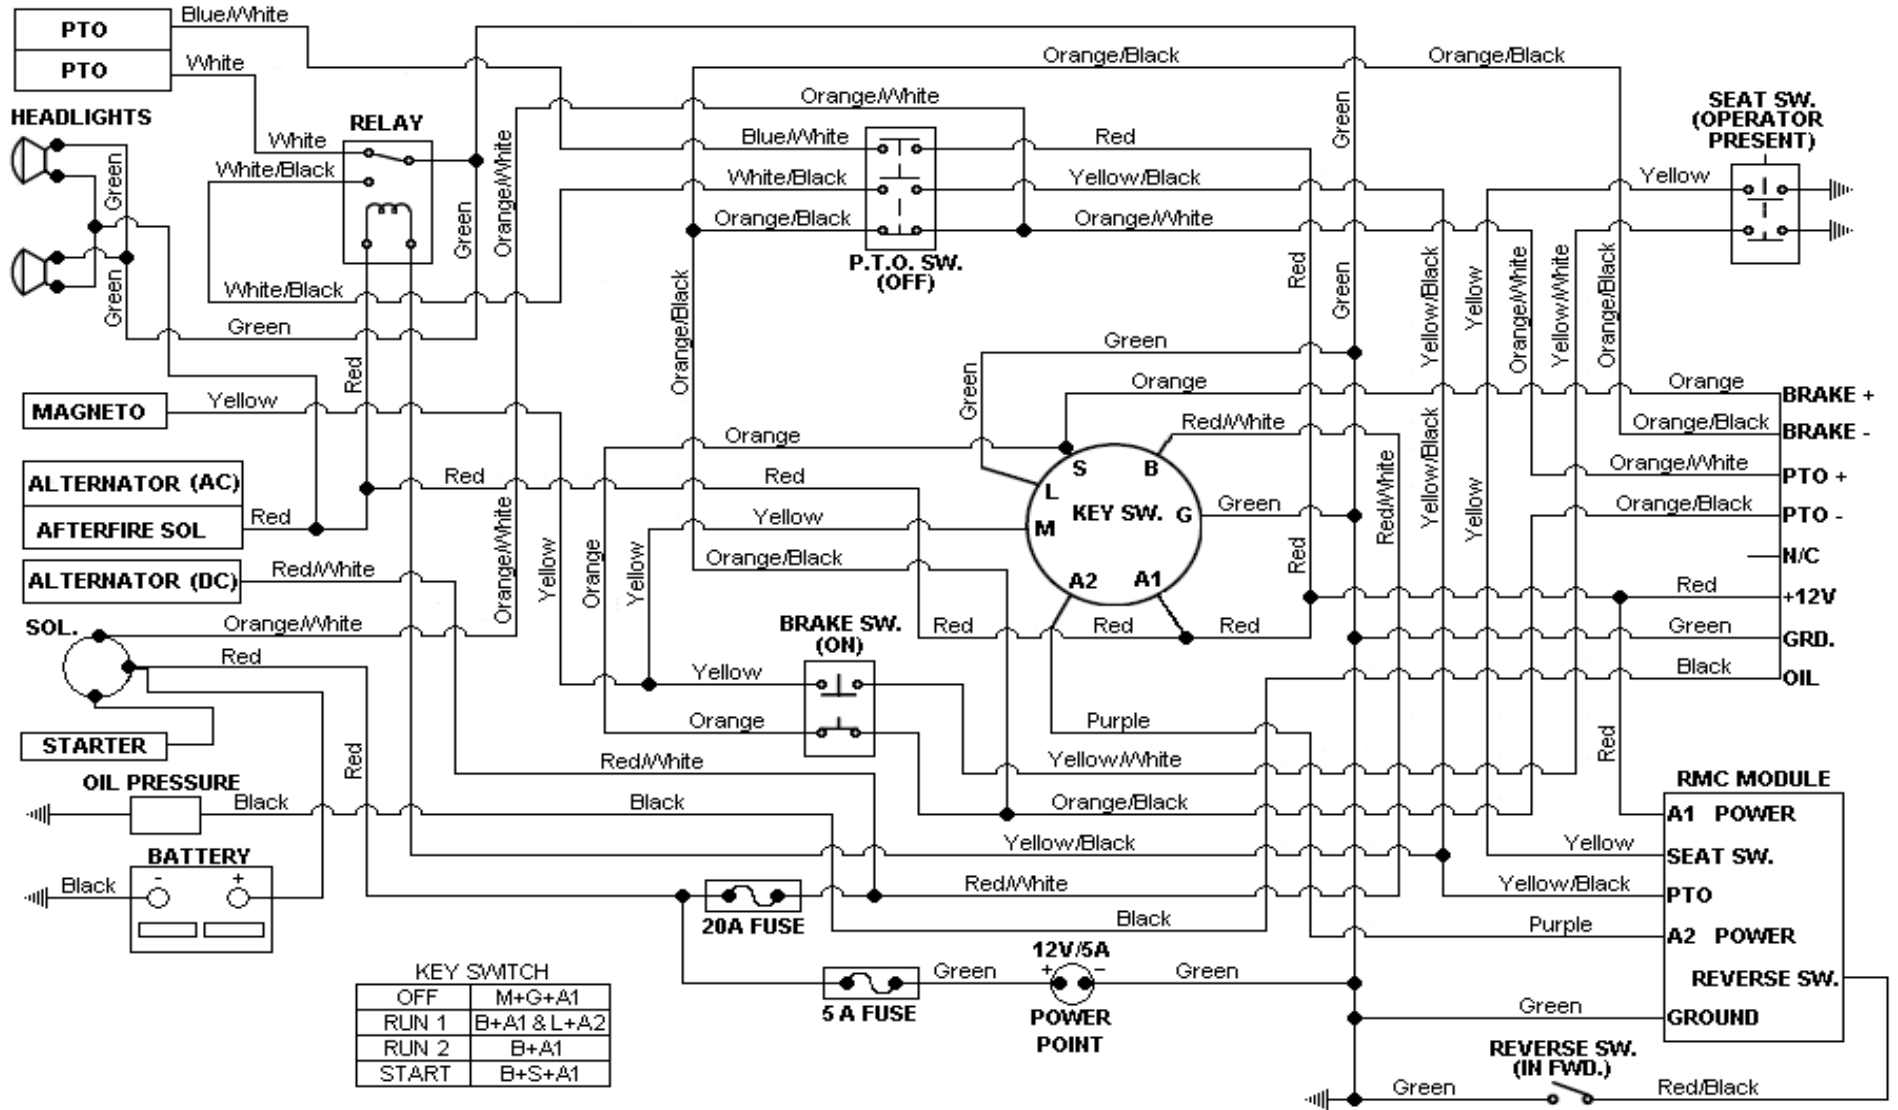 PTO
Blue/White
PTO
White
Orange/Black
Orange/Black
Orange/White
HEADLIGHTS
RELAY
White
White/Black
Green
Green
Orange/White
Green
White/Black
Green
Blue/White
Red
White/Black
Yellow/Black
Orange/Black
Orange/White
P.T.O. SW.
(OFF)
Green
SEAT SW.
(OPERATOR
PRESENT)
Yellow
Red
Green
Yellow/Black
Yellow
Orange/White
Yellow/White
Orange/Black
Orange/Black
Red
Green
Green
Orange
Orange
BRAKE +
MAGNETO
Yellow
Orange
Red/White
Orange/Black
BRAKE -
Yellow/Black
Red/White
Yellow
Orange/White
PTO +
ALTERNATOR (AC)
Red
Red
S
B
L
KEY SW.
G
M
A2
A1
Green
Orange/Black
PTO -
AFTERFIRE SOL
Red
Yellow
Orange/White
Yellow
Orange
Yellow
Orange/Black
Red
N/C
ALTERNATOR (DC)
Red/White
Red
+12V
SOL.
Orange/White
BRAKE SW.
(ON)
Red
Red
Red
Green
GRD.
Red
Yellow
Black
OIL
Orange
Purple
STARTER
Red
Red/White
Yellow/White
Red
RMC MODULE
OIL PRESSURE
Black
Black
Orange/Black
A1 POWER
BATTERY
Yellow/Black
Yellow
SEAT SW.
Black
-
+
Red/White
Yellow/Black
PTO
20A FUSE
Black
Purple
A2 POWER
12V/5A
KEY SWITCH
Green
+
-
Green
REVERSE SW.
OFF M+G+A1
5 A FUSE
POWER
POINT
Green
GROUND
RUN 1 B+A1 & L+A2
RUN 2 B+A1
START B+S+A1
REVERSE SW.
(IN FWD.)
Green
Red/Black